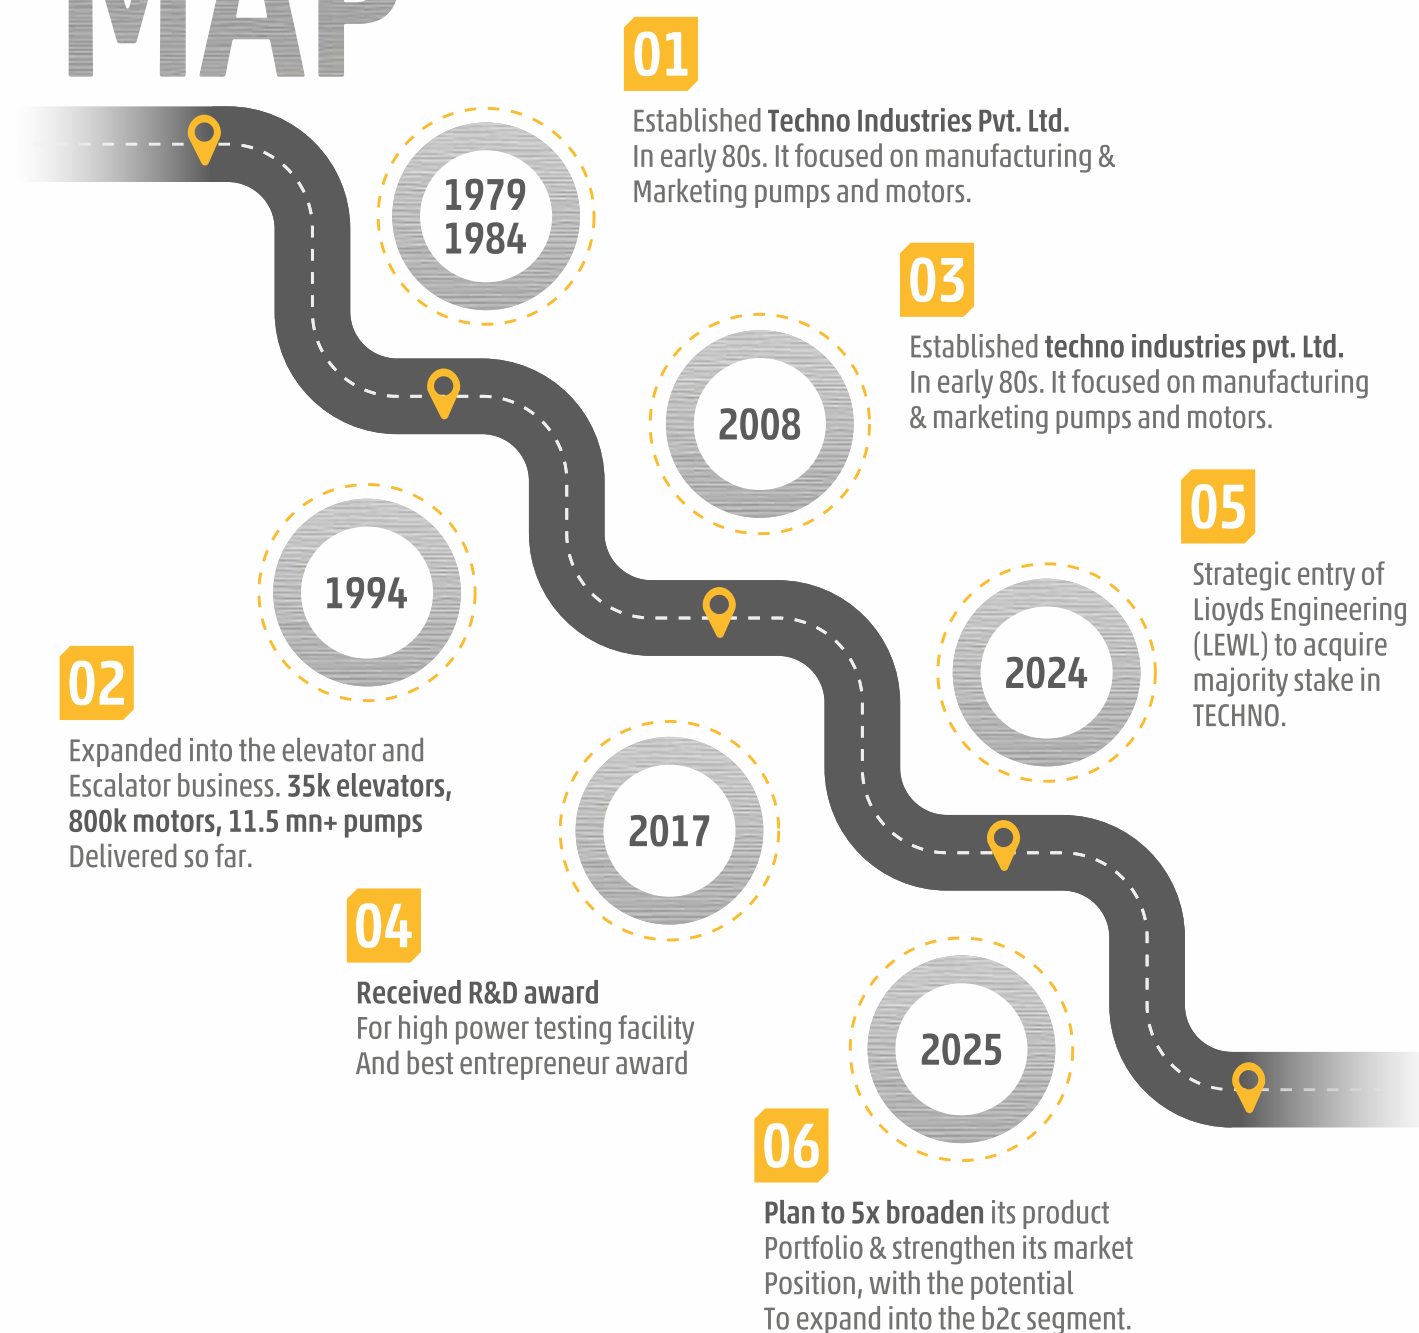 MAP
01
Established Techno Industries Pvt. Ltd.
In early 80s. It focused on manufacturing &
Marketing pumps and motors.
1979
1984
03
Established techno industries pvt. Ltd.
In early 80s. It focused on manufacturing
& marketing pumps and motors.
2008
05
Strategic entry of
Lioyds Engineering
(LEWL) to acquire
majority stake in
TECHNO.
2024
1994
02
Expanded into the elevator and
Escalator business. 35k elevators,
800k motors, 11.5 mn+ pumps
Delivered so far.
2017
04
Received R&D award
For high power testing facility
And best entrepreneur award
2025
06
Plan to 5x broaden its product
Portfolio & strengthen its market
Position, with the potential
To expand into the b2c segment.